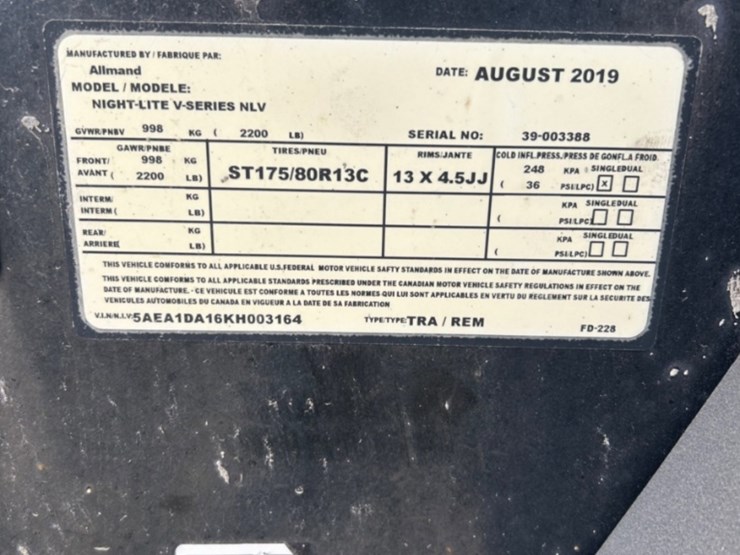 MANUFACTURED BY / FABRIQUE PAR:
Allmand
DATE: AUGUST 2019
MODEL / MODELE:
NIGHT-LITE V-SERIES NLV
GVWR/PNBV 998 KG ( 2200 LB)
SERIAL NO: 39-003388
GAWR/PNBE TIRES/PNEU RIMS/JANTE COLD INFL.PRESS./PRESS DE GONFL.A FROID
FRONT/ 998 KG 248 KPA SINGLE DUAL
AVANT ( 2200 LB) ST175/80R13C 13 X 4.5JJ ( 36 PSI/LPC) X
INTERM/ KG KPA SINGLE DUAL
INTERM ( LB) ( PSI/LPC)
REAR/ KG KPA SINGLE DUAL
ARRIERE LB) ( PSI/LPC)
THIS VEHICLE COMFORMS TO ALL APPLICABLE U.S.FEDERAL MOTOR VEHICLE SAFTY STANDARDS IN EFFECT ON THE DATE OF MANUFACTURE SHOWN ABOVE.
THIS VEHICLE COMFORMS TO ALL APPLICABLE STANDARDS PRESCRIBED UNDER THE CANADIAN MOTOR VEHICLE SAFETY REGULATIONS IN EFFECT ON THE
DATE OF MANUFACTURE. - CE VEHICULE EST CONFORME A TOUTES LES NORMES QUI LUI SONT APPLICABLES EN VERTU DU REGLEMENT SUR LA SECURITE DES
VEHICULES AUTOMOBILES DU CANADA EN VIGUEUR A LA DATE DE SA FABRICATION
V.I.N/N.I.V: 5AEA1DA16KH003164 TYPE/TYPE: TRA / REM FD-228